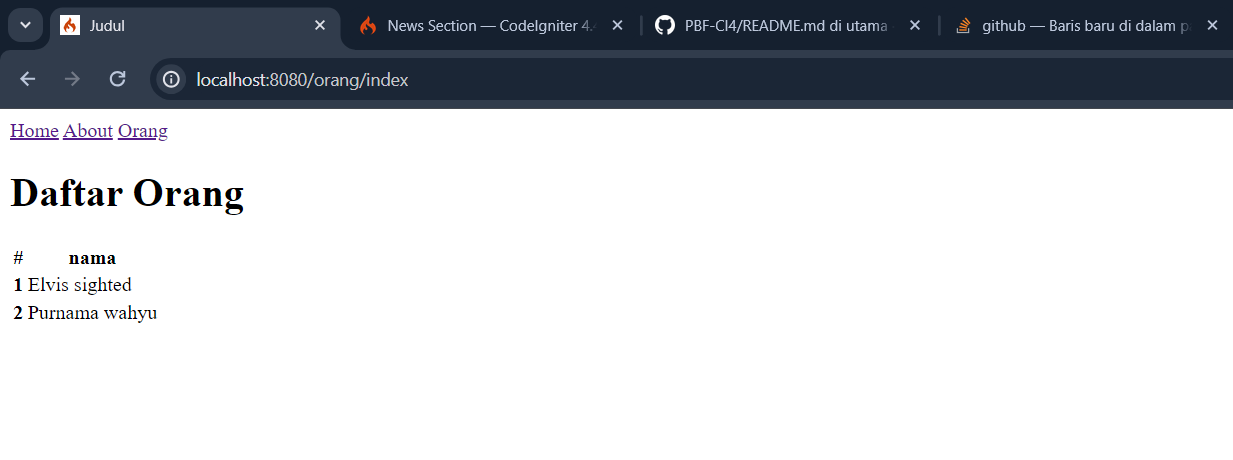 Judul
News Section — CodeIgniter 4.
PBF-CI4/README.md di utama
github — Baris baru di dalam
localhost:8080/orang/index
Home About Orang
Daftar Orang
# nama
1 Elvis sighted
2 Purnama wahyu